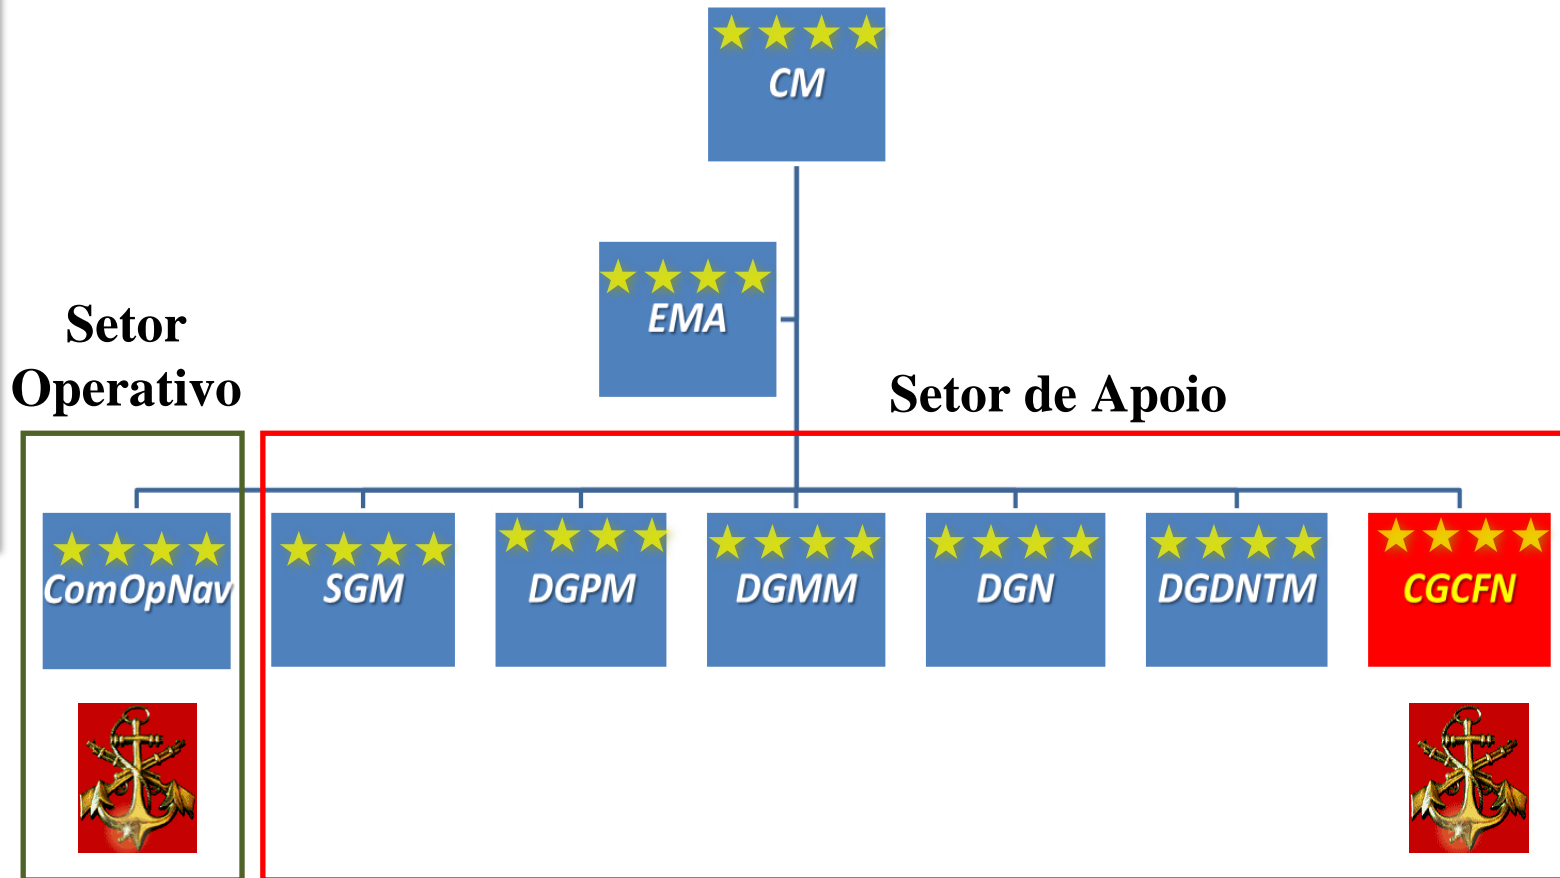 CM
EMA
Setor
Operativo
Setor de Apoio
ComOpNav
SGM
DGPM
DGMM
DGN
DGDNTM
CGCFN